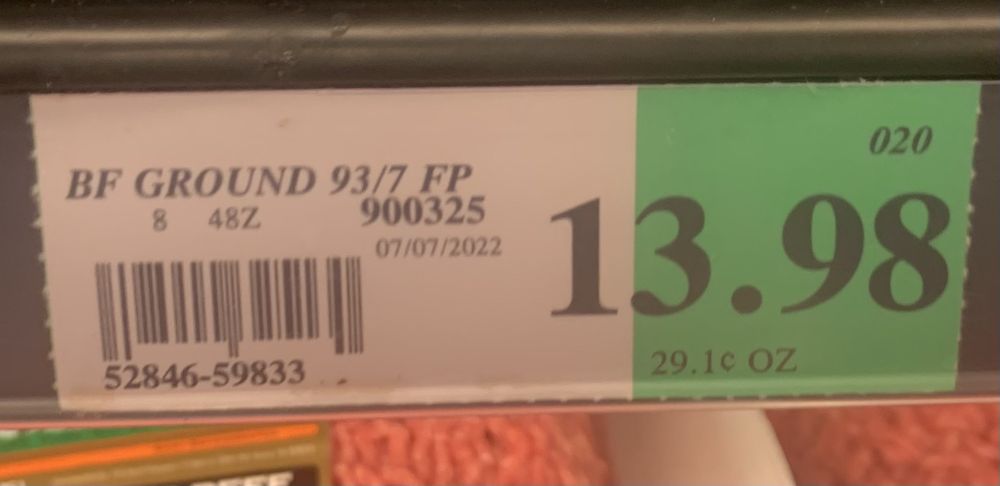 020
BF GROUND 93/7 FP
8 48Z 900325
07/07/2022
13.98
52846-59833
29.1¢ OZ